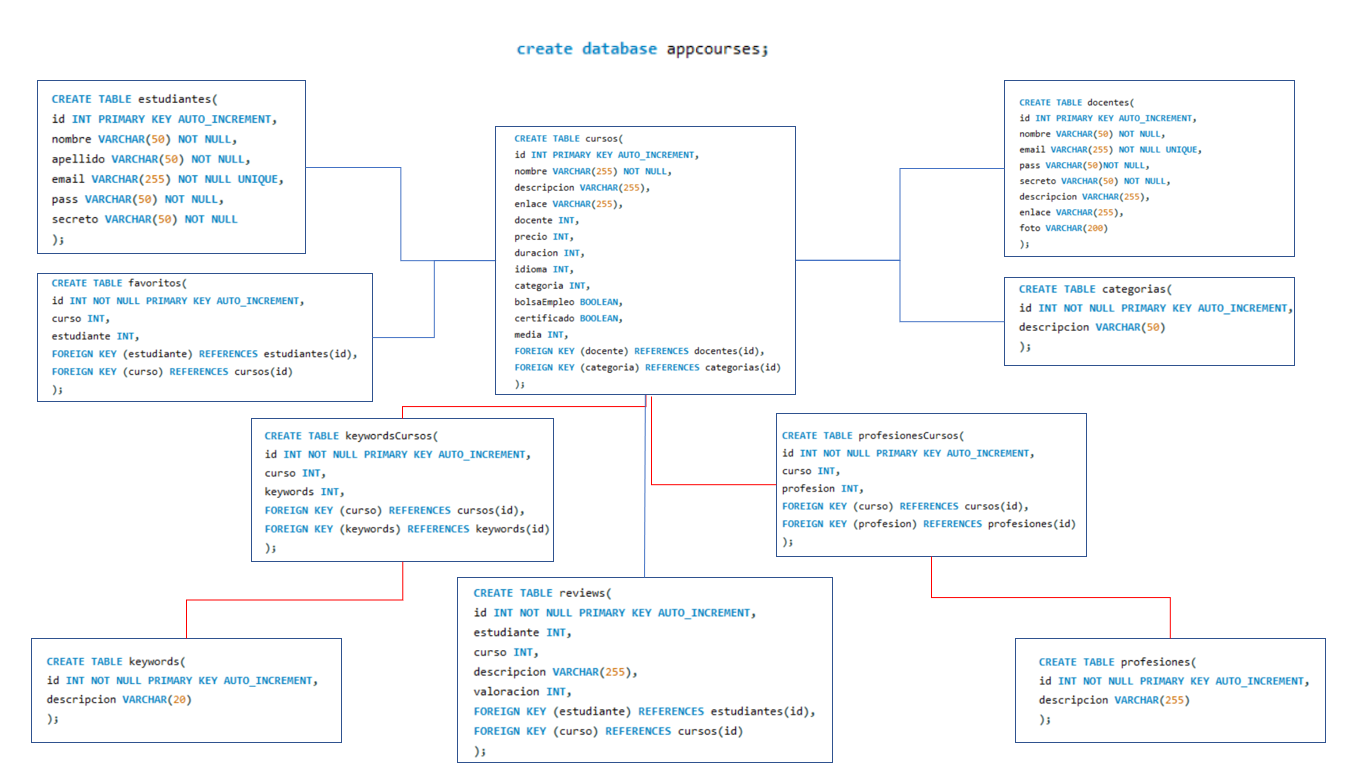 create database appcourses;
CREATE TABLE estudiantes(
id INT PRIMARY KEY AUTO_INCREMENT,
nombre VARCHAR(50) NOT NULL,
apellido VARCHAR(50) NOT NULL,
email VARCHAR(255) NOT NULL UNIQUE,
pass VARCHAR(50) NOT NULL,
secreto VARCHAR(50) NOT NULL
);
CREATE TABLE favoritos(
id INT NOT NULL PRIMARY KEY AUTO_INCREMENT,
curso INT,
estudiante INT,
FOREIGN KEY (estudiante) REFERENCES estudiantes(id),
FOREIGN KEY (curso) REFERENCES cursos(id)
);
CREATE TABLE cursos(
id INT PRIMARY KEY AUTO_INCREMENT,
nombre VARCHAR(255) NOT NULL,
descripcion VARCHAR(255),
enlace VARCHAR(255),
docente INT,
precio INT,
duracion INT,
idioma INT,
categoria INT,
bolsaEmpleo BOOLEAN,
certificado BOOLEAN,
media INT,
FOREIGN KEY (docente) REFERENCES docentes(id),
FOREIGN KEY (categoria) REFERENCES categorias(id)
);
CREATE TABLE docentes(
id INT PRIMARY KEY AUTO_INCREMENT,
nombre VARCHAR(50) NOT NULL,
email VARCHAR(255) NOT NULL UNIQUE,
pass VARCHAR(50)NOT NULL,
secreto VARCHAR(50) NOT NULL,
descripcion VARCHAR(255),
enlace VARCHAR(255),
foto VARCHAR(200)
);
CREATE TABLE categorias(
id INT NOT NULL PRIMARY KEY AUTO_INCREMENT,
descripcion VARCHAR(50)
);
CREATE TABLE keywordsCursos(
id INT NOT NULL PRIMARY KEY AUTO_INCREMENT,
curso INT,
keywords INT,
FOREIGN KEY (curso) REFERENCES cursos(id),
FOREIGN KEY (keywords) REFERENCES keywords(id)
);
CREATE TABLE profesionesCursos(
id INT NOT NULL PRIMARY KEY AUTO_INCREMENT,
curso INT,
profesion INT,
FOREIGN KEY (curso) REFERENCES cursos(id),
FOREIGN KEY (profesion) REFERENCES profesiones(id)
);
CREATE TABLE keywords(
id INT NOT NULL PRIMARY KEY AUTO_INCREMENT,
descripcion VARCHAR(20)
);
CREATE TABLE reviews(
id INT NOT NULL PRIMARY KEY AUTO_INCREMENT,
estudiante INT,
curso INT,
descripcion VARCHAR(255),
valoracion INT,
FOREIGN KEY (estudiante) REFERENCES estudiantes(id),
FOREIGN KEY (curso) REFERENCES cursos(id)
);
CREATE TABLE profesiones(
id INT NOT NULL PRIMARY KEY AUTO_INCREMENT,
descripcion VARCHAR(255)
);